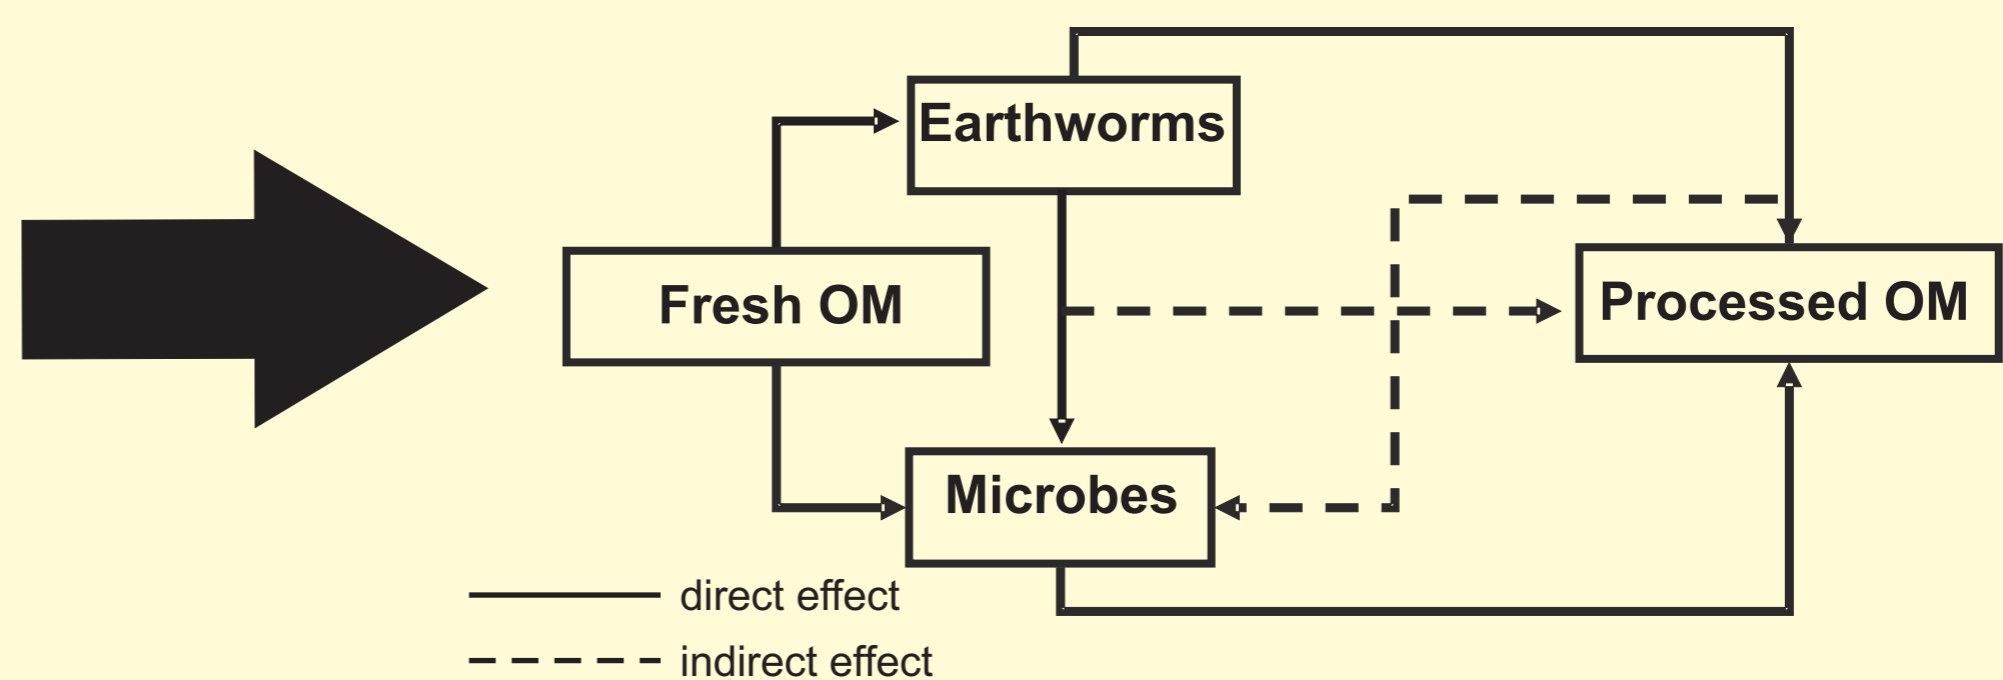 Earthworms
Fresh OM
Processed OM
Microbes
direct effect
indirect effect